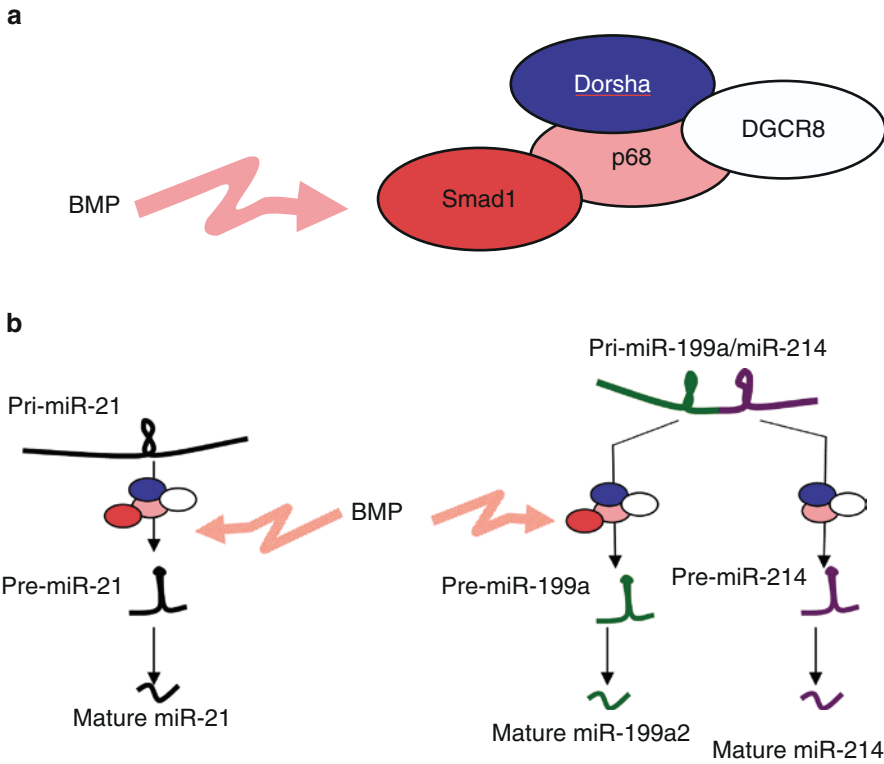 a
Dorsha
DGCR8
p68
Smad1
BMP
b
Pri-miR-199a/miR-214
Pri-miR-21
BMP
Pre-miR-21
Pre-miR-199a
Pre-miR-214
Mature miR-21
Mature miR-199a2
Mature miR-214